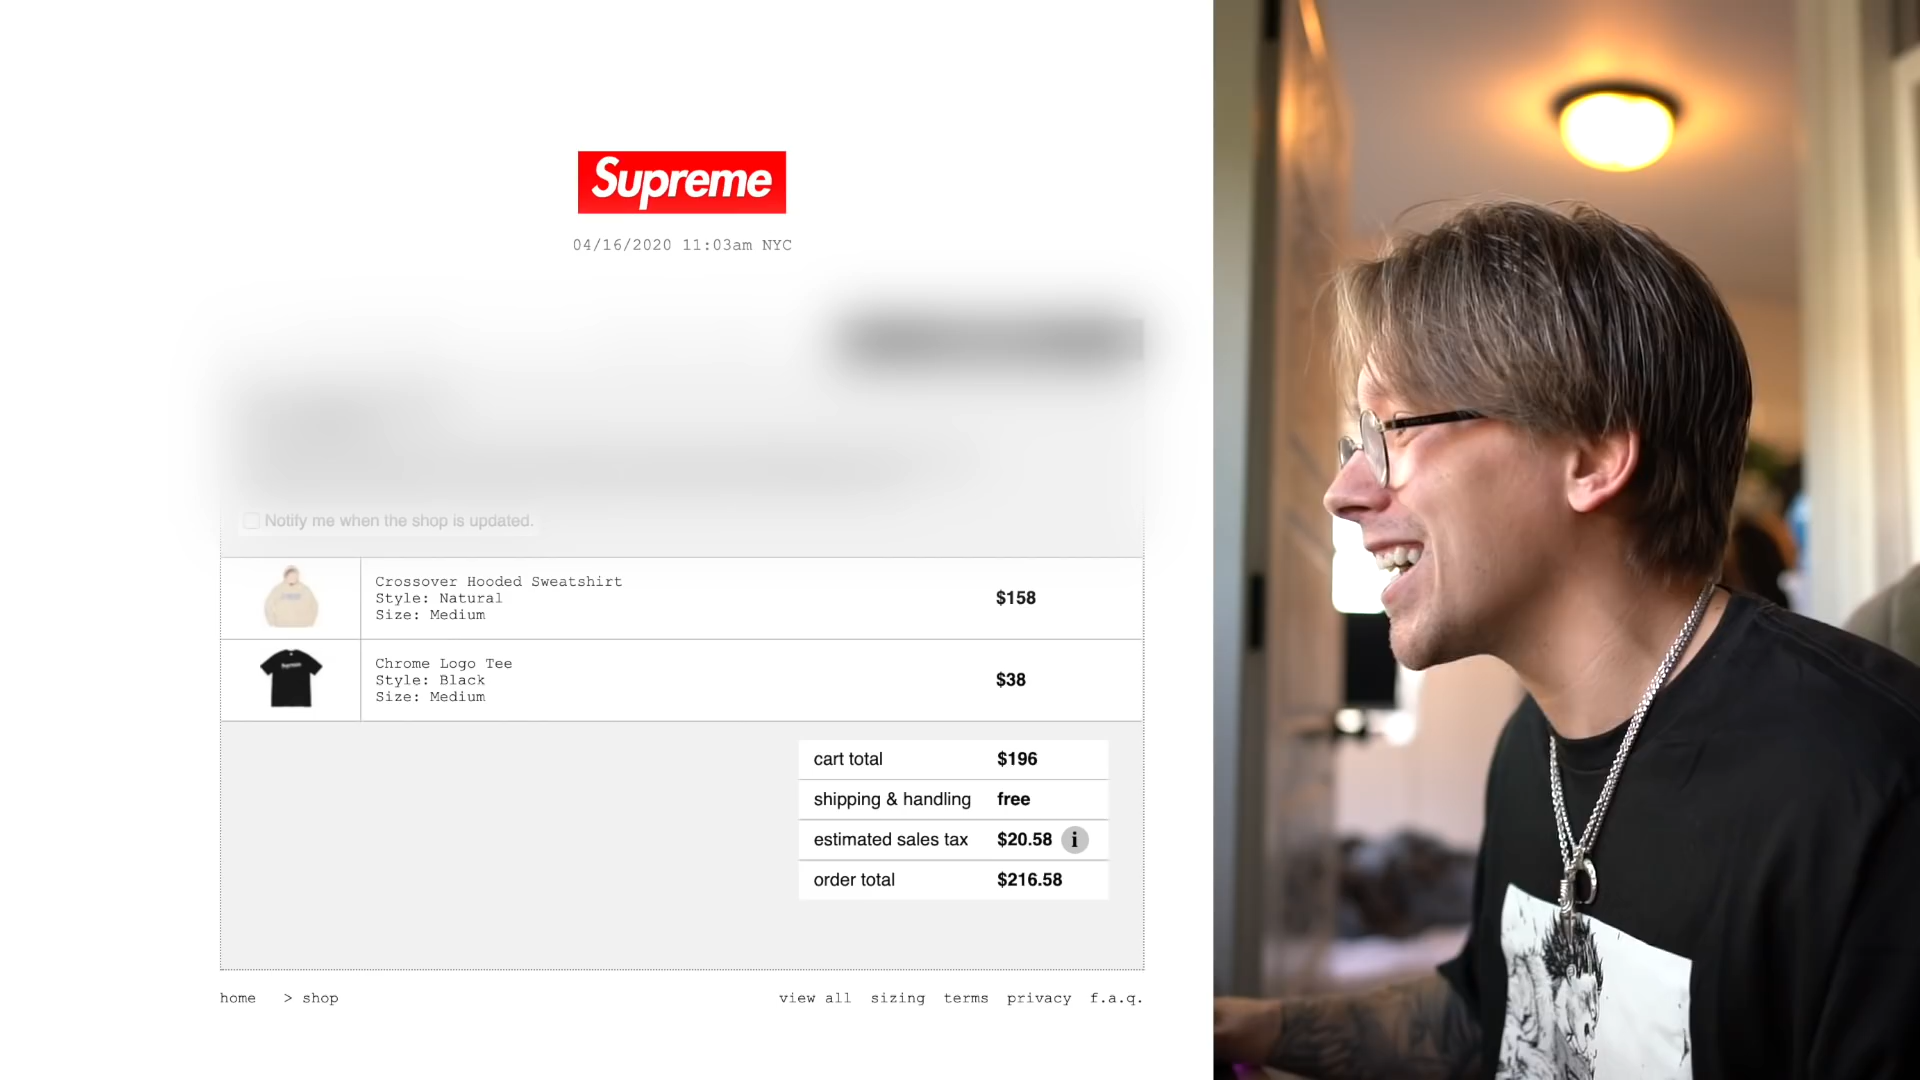 Supreme
04/16/2020 11:03am NYC
Notify me when the shop is updated.
Crossover Hooded Sweatshirt
Style: Natural
Size: Medium
$158
Chrome Logo Tee
Style: Black
Size: Medium
$38
cart total $196
shipping & handling free
estimated sales tax $20.58 i
order total $216.58
home > shop view all sizing terms privacy f.a.q.